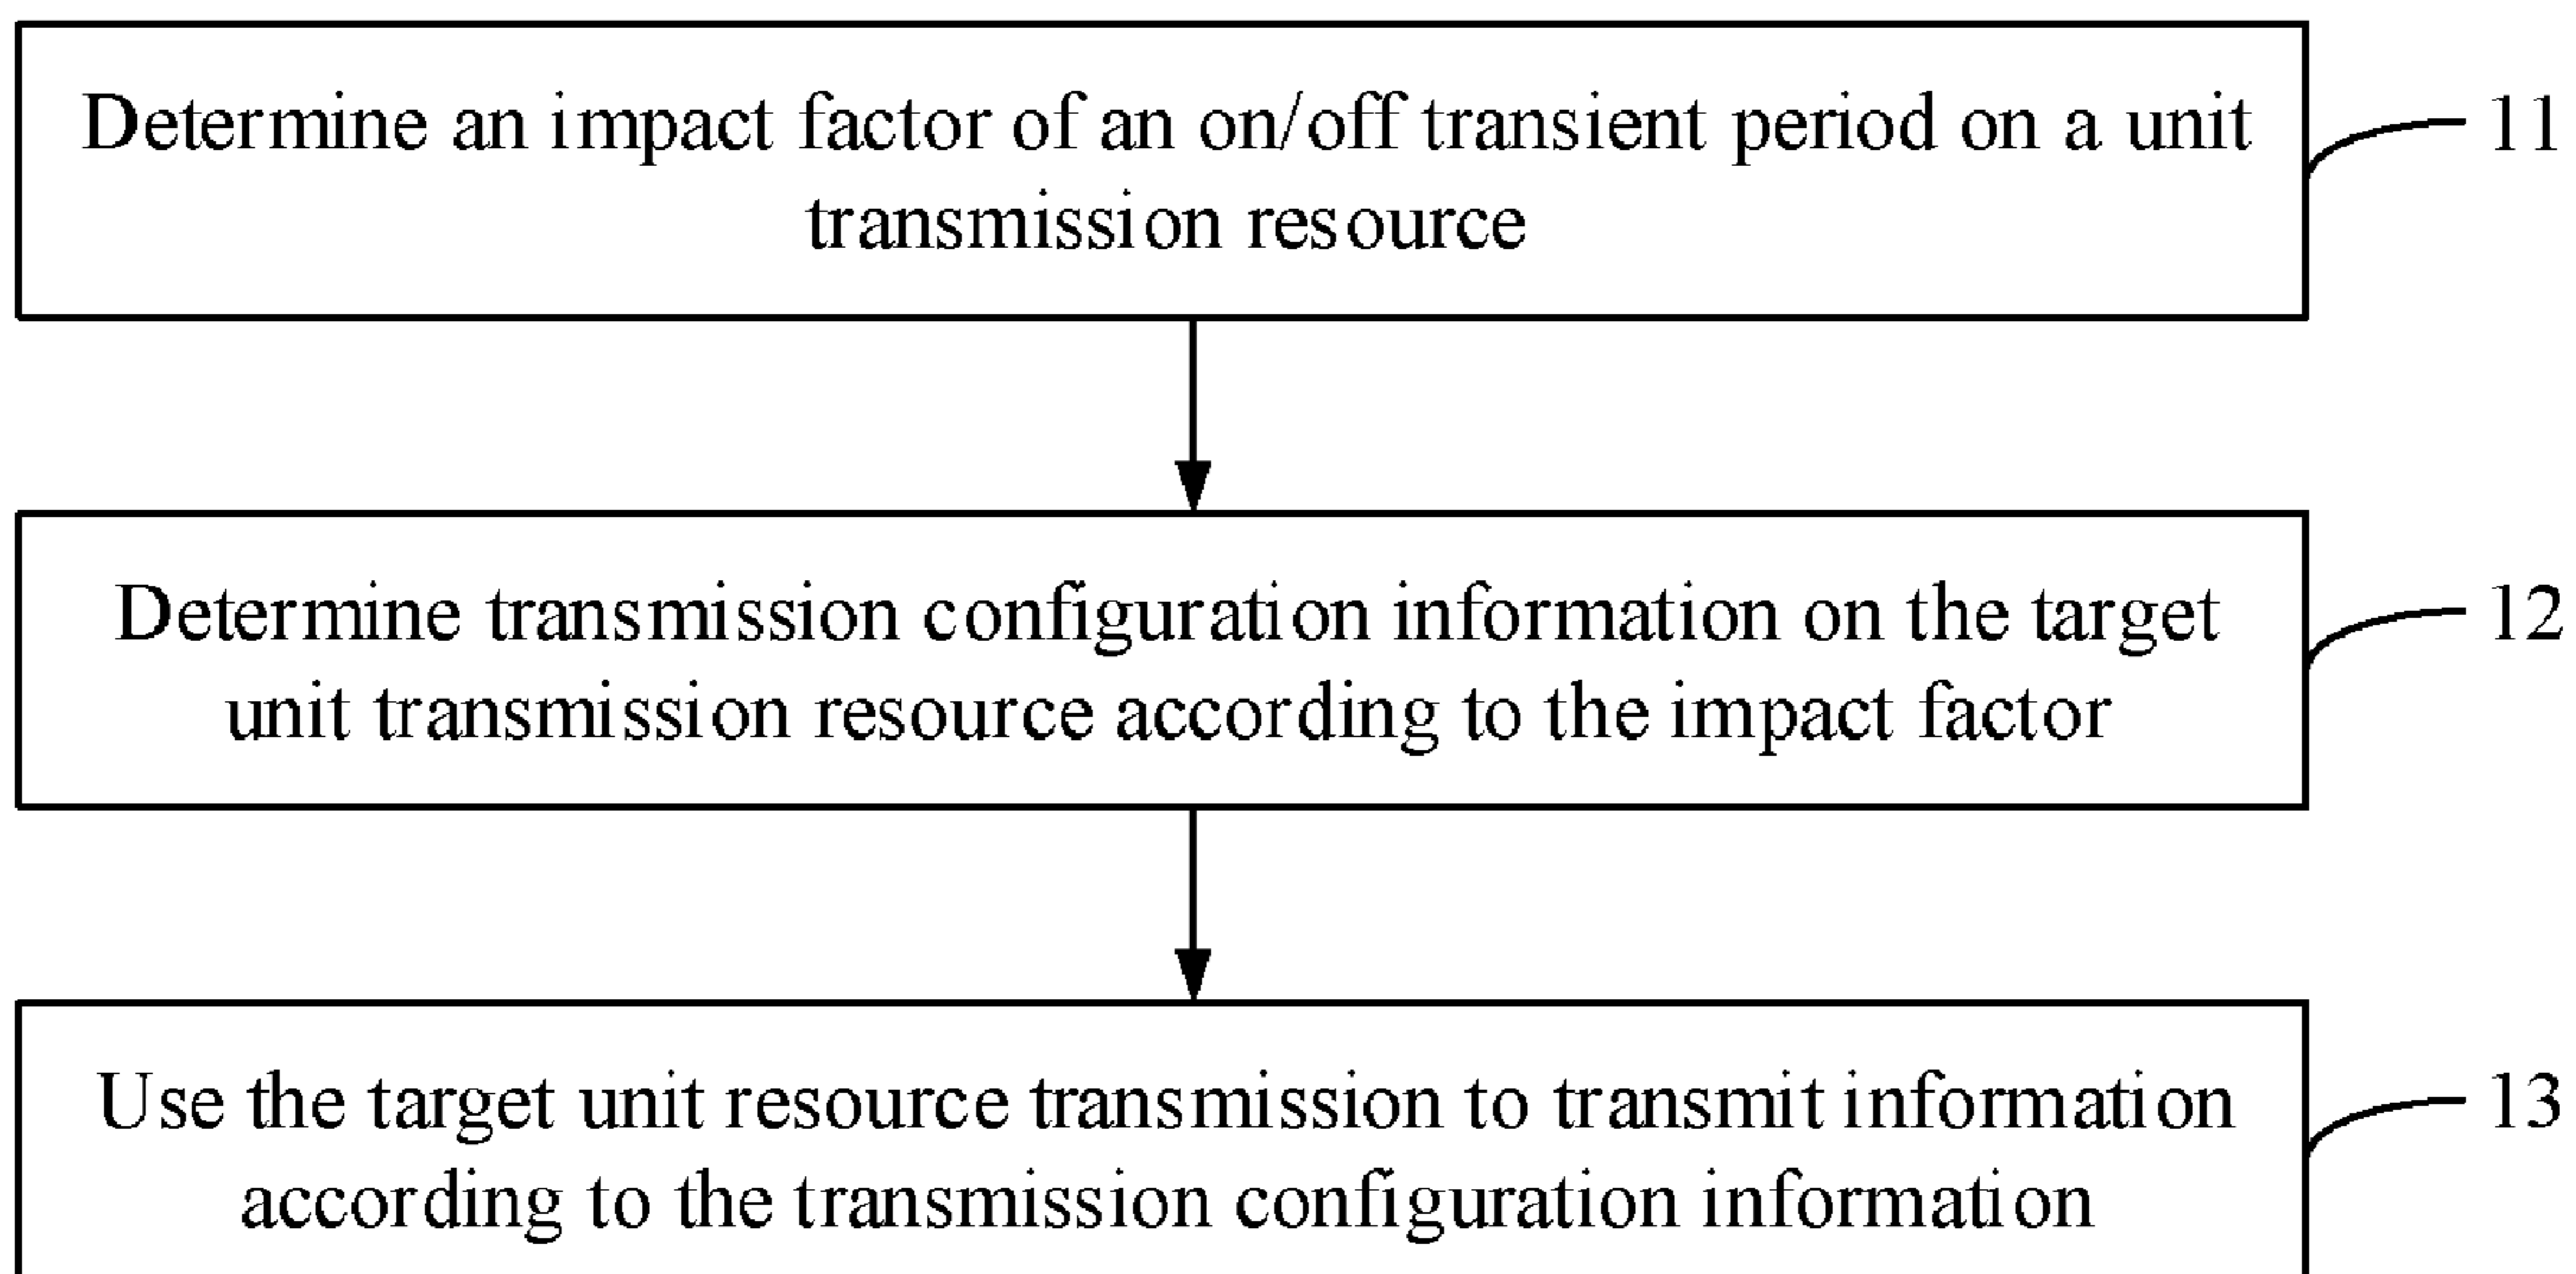 Determine an impact factor of an on/off transient period on a unit
transmission resource
11
Determine transmission configuration information on the target
unit transmission resource according to the impact factor
12
Use the target unit resource transmission to transmit information
according to the transmission configuration information
13